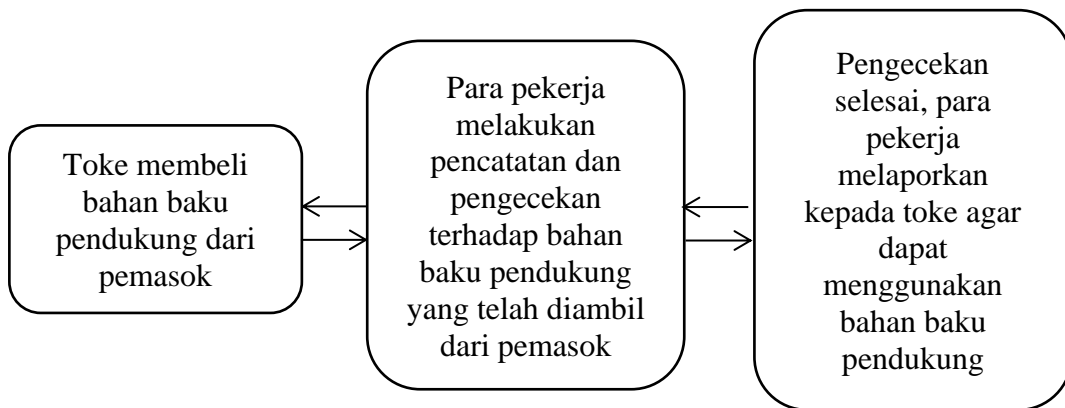 Toke membeli
bahan baku
pendukung dari
pemasok
Para pekerja
melakukan
pencatatan dan
pengecekan
terhadap bahan
baku pendukung
yang telah diambil
dari pemasok
Pengecekan
selesai, para
pekerja
melaporkan
kepada toke agar
dapat
menggunakan
bahan baku
pendukung